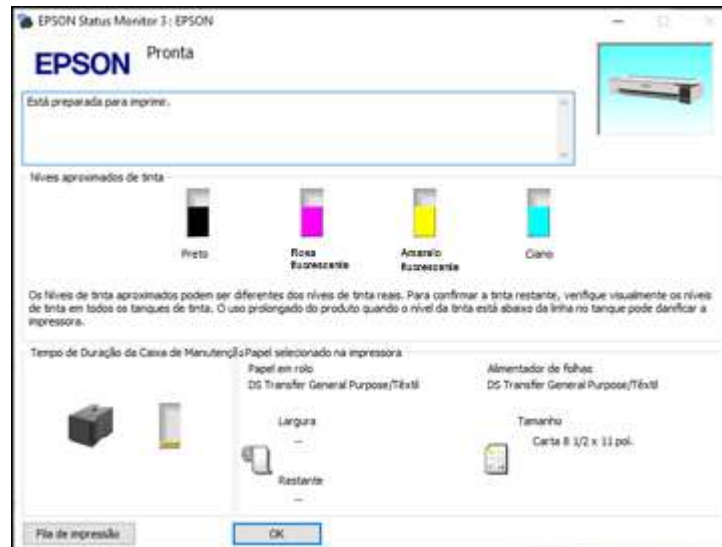 EPSON Status Monitor 3 : EPSON
EPSON
Pronta
Está preparada para imprimir.
Níveis aproximados de tinta
Preto
Rosa fluorescente
Amarelo fluorescente
Ciano
Os Níveis de tinta aproximados podem ser diferentes dos níveis de tinta reais. Para confirmar a tinta restante, verifique visualmente os níveis
de tinta em todos os tanques de tinta. O uso prolongado do produto quando o nível da tinta está abaixo da linha no tanque pode danificar a
impressora.
Tempo de Duração da Caixa de Manutenção
Papel selecionado na impressora
Papel em rolo
DS Transfer General Purpose/Têxtil
Largura
--
Restante
--
Alimentador de folhas
DS Transfer General Purpose/Têxtil
Tamanho
Carta 8 1/2 x 11 pol.
Fila de impressão
OK